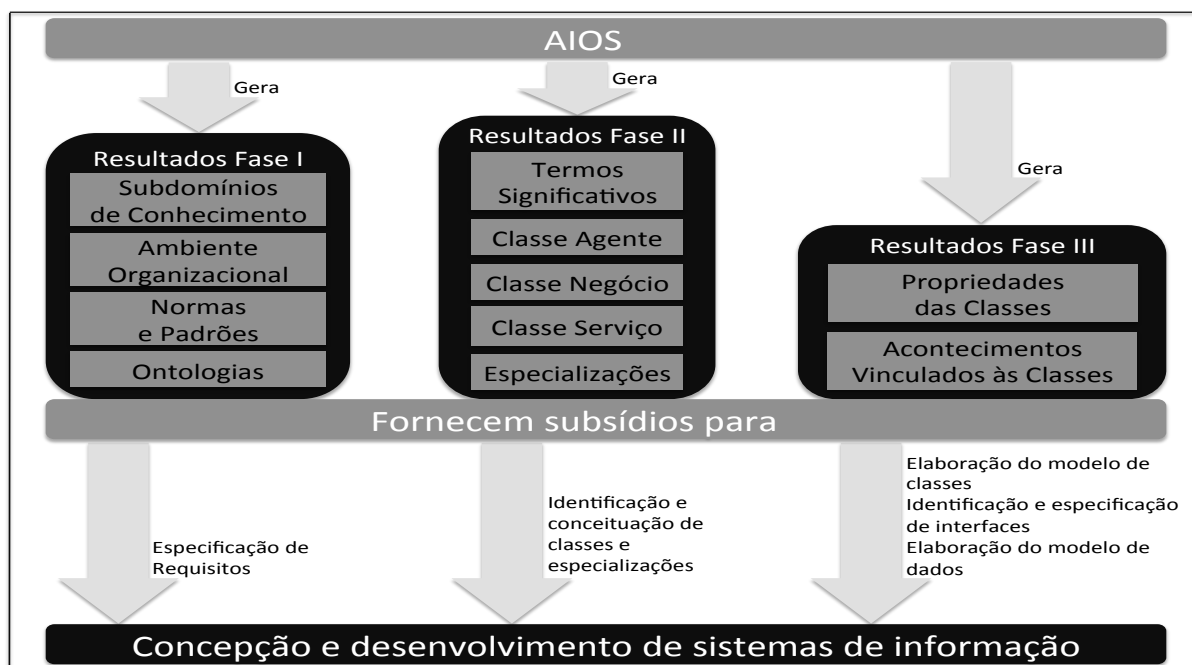 AIOS
Gera
Gera
Gera
Resultados Fase I
Subdomínios
de Conhecimento
Ambiente
Organizacional
Normas
e Padrões
Ontologias
Resultados Fase II
Termos
Significativos
Classe Agente
Classe Negócio
Classe Serviço
Especializações
Resultados Fase III
Propriedades
das Classes
Acontecimentos
Vinculados às Classes
Fornecem subsídios para
Especificação de
Requisitos
Identificação e
conceituação de
classes e
especializações
Elaboração do modelo de
classes
Identificação e especificação
de interfaces
Elaboração do modelo de
dados
Concepção e desenvolvimento de sistemas de informação